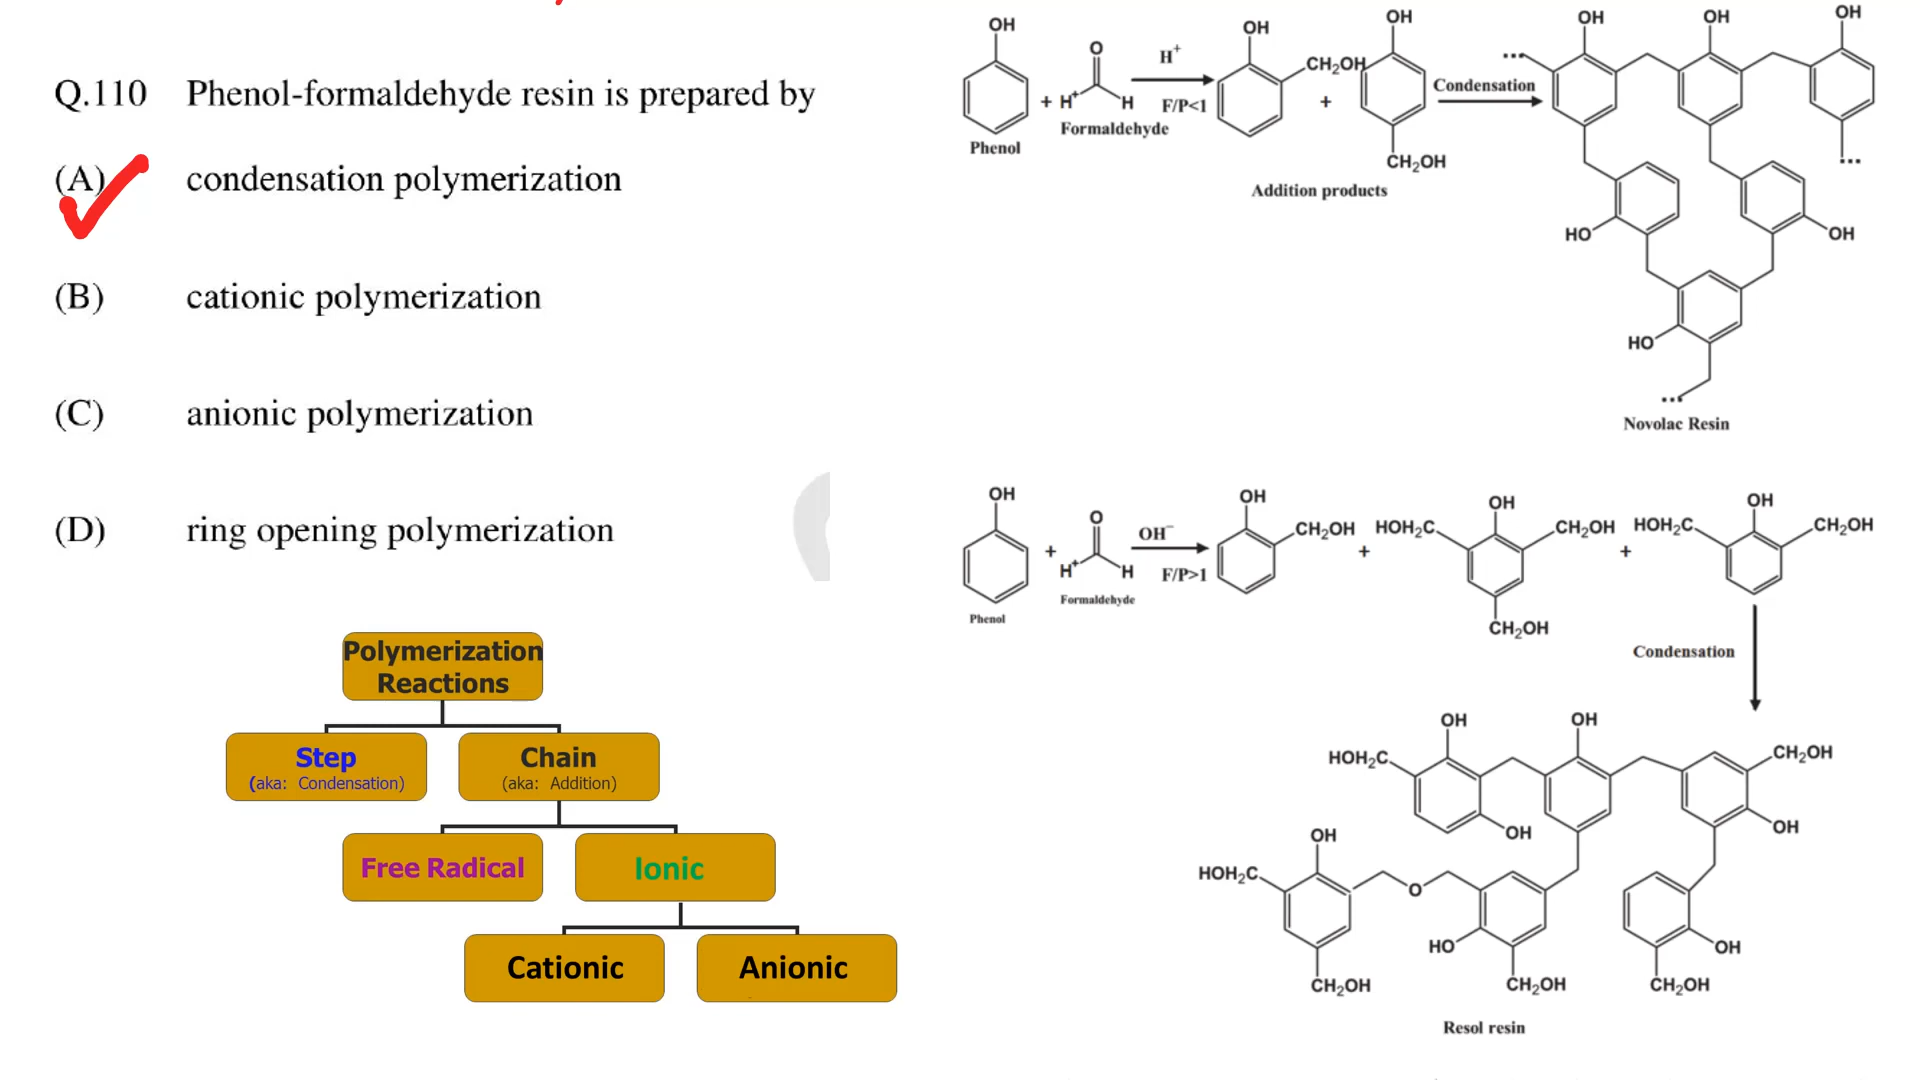 Q.110 Phenol-formaldehyde resin is prepared by
(A) condensation polymerization
(B) cationic polymerization
(C) anionic polymerization
(D) ring opening polymerization
Polymerization
Reactions
Step
(aka: Condensation)
Chain
(aka: Addition)
Free Radical
Ionic
Cationic
Anionic
OH
Phenol
+
O
H⁺
H
Formaldehyde
H⁺
F/P<1
OH
CH₂OH
+
OH
CH₂OH
Addition products
Condensation
OH
OH
OH
HO
OH
HO
Novolac Resin
OH
Phenol
+
O
H⁺
H
Formaldehyde
OH⁻
F/P>1
OH
CH₂OH
+
OH
HOH₂C
CH₂OH
CH₂OH
+
OH
HOH₂C
CH₂OH
Condensation
OH
HOH₂C
OH
OH
CH₂OH
OH
OH
HOH₂C
O
HO
OH
CH₂OH
CH₂OH
CH₂OH
Resol resin